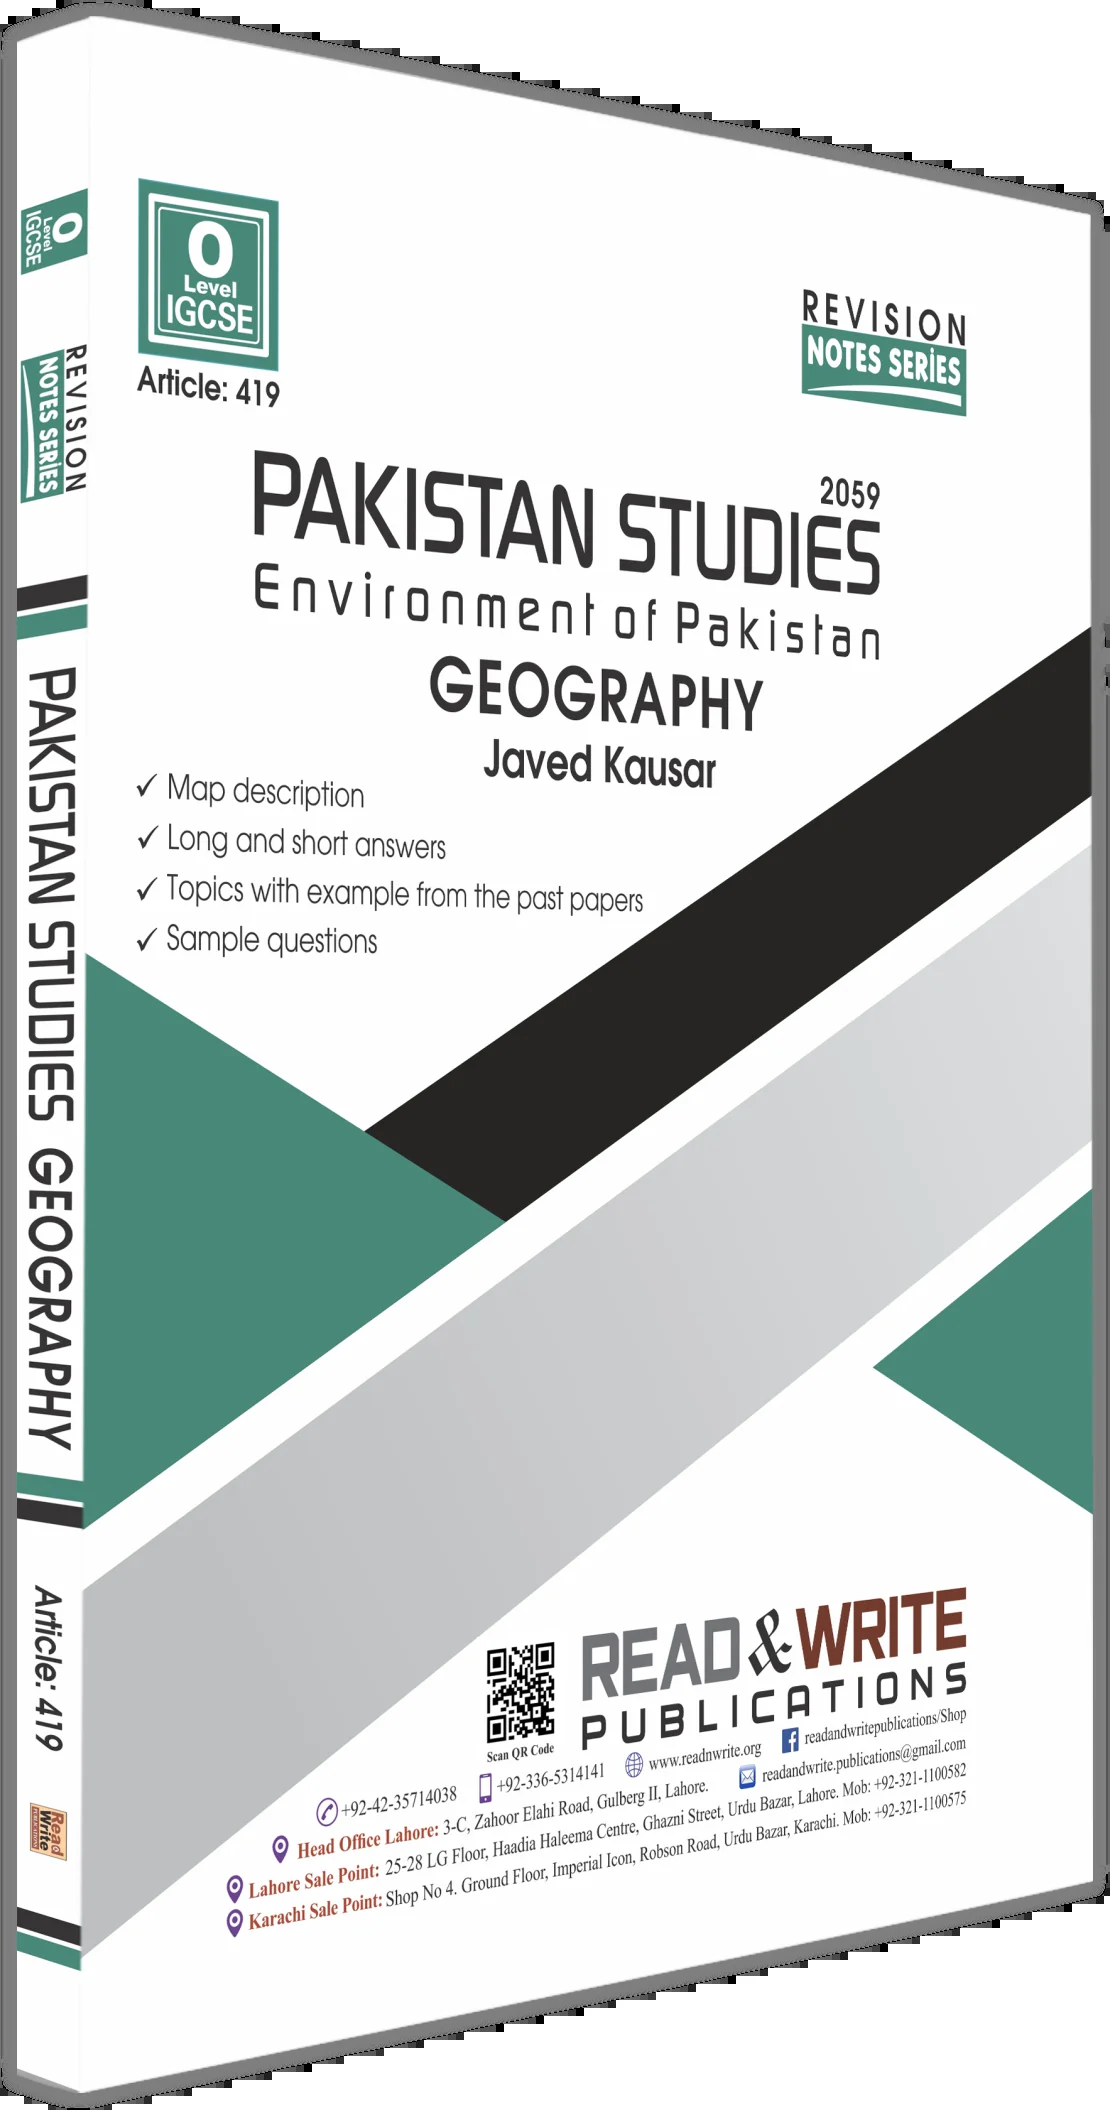 O
Level
IGCSE
REVISION
NOTES SERİES
PAKISTAN STUDIES GEOGRAPHY
Article: 419
Read
Write
O
Level
IGCSE
Article: 419
REVISION
NOTES SERİES
2059
PAKISTAN STUDIES
Environment of Pakistan
GEOGRAPHY
Javed Kausar
✓ Map description
✓ Long and short answers
✓ Topics with example from the past papers
✓ Sample questions
READ & WRITE
PUBLICATIONS
Scan QR Code
+92-42-35714038 +92-336-5314141 www.readnwrite.org readandwritepublications/Shop
readandwrite.publications@gmail.com
Head Office Lahore: 3-C, Zahoor Elahi Road, Gulberg II, Lahore.
Lahore Sale Point: 25-28 LG Floor, Haadia Haleema Centre, Ghazni Street, Urdu Bazar, Lahore. Mob: +92-321-1100582
Karachi Sale Point: Shop No 4. Ground Floor, Imperial Icon, Robson Road, Urdu Bazar, Karachi. Mob: +92-321-1100575